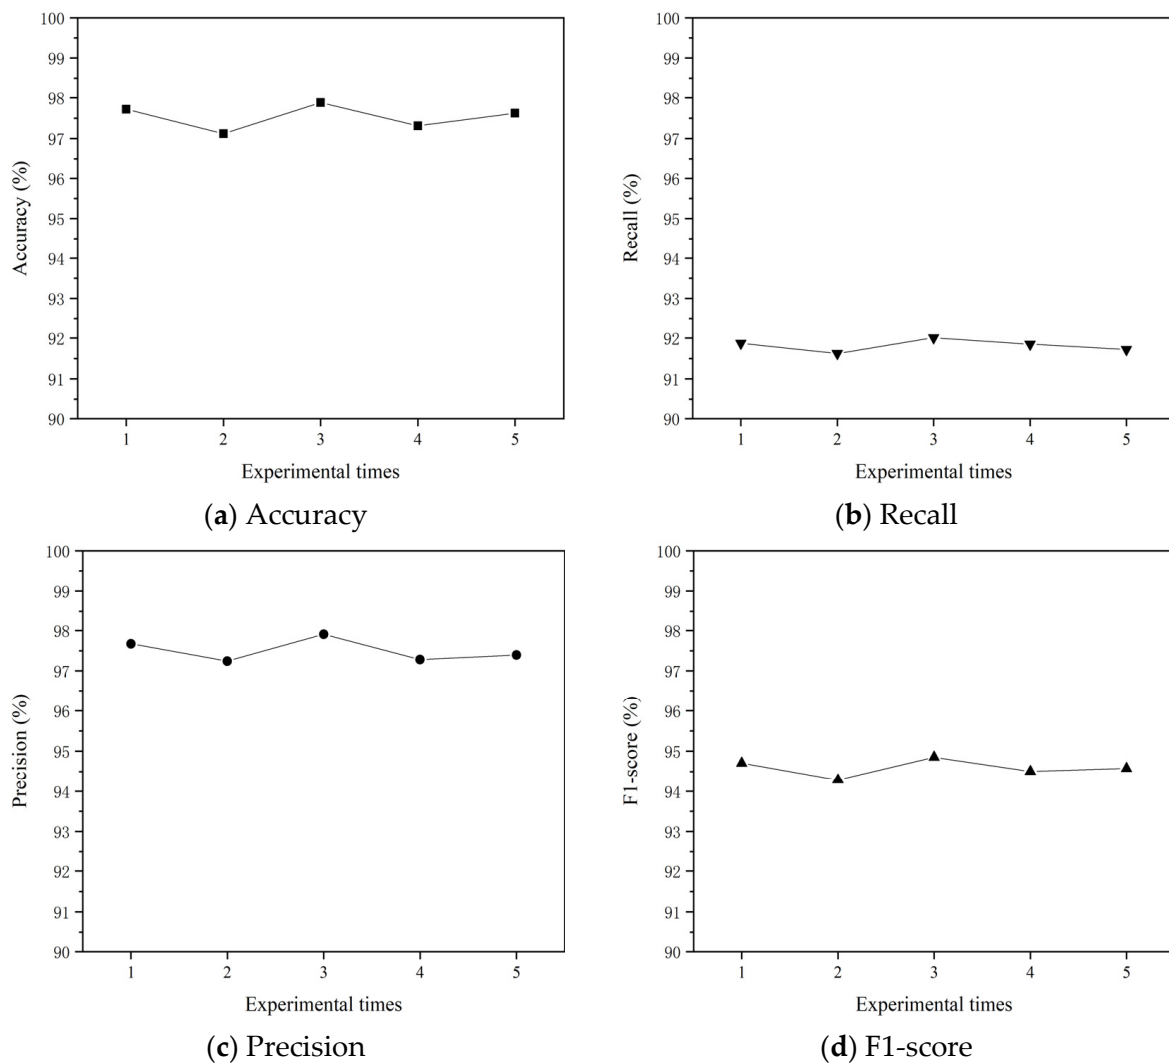 100
99
98
97
96
95
94
93
92
91
90
Accuracy (%)
1 2 3 4 5
Experimental times
(a) Accuracy
100
99
98
97
96
95
94
93
92
91
90
Recall (%)
1 2 3 4 5
Experimental times
(b) Recall
100
99
98
97
96
95
94
93
92
91
90
Precision (%)
1 2 3 4 5
Experimental times
(c) Precision
100
99
98
97
96
95
94
93
92
91
90
F1-score (%)
1 2 3 4 5
Experimental times
(d) F1-score